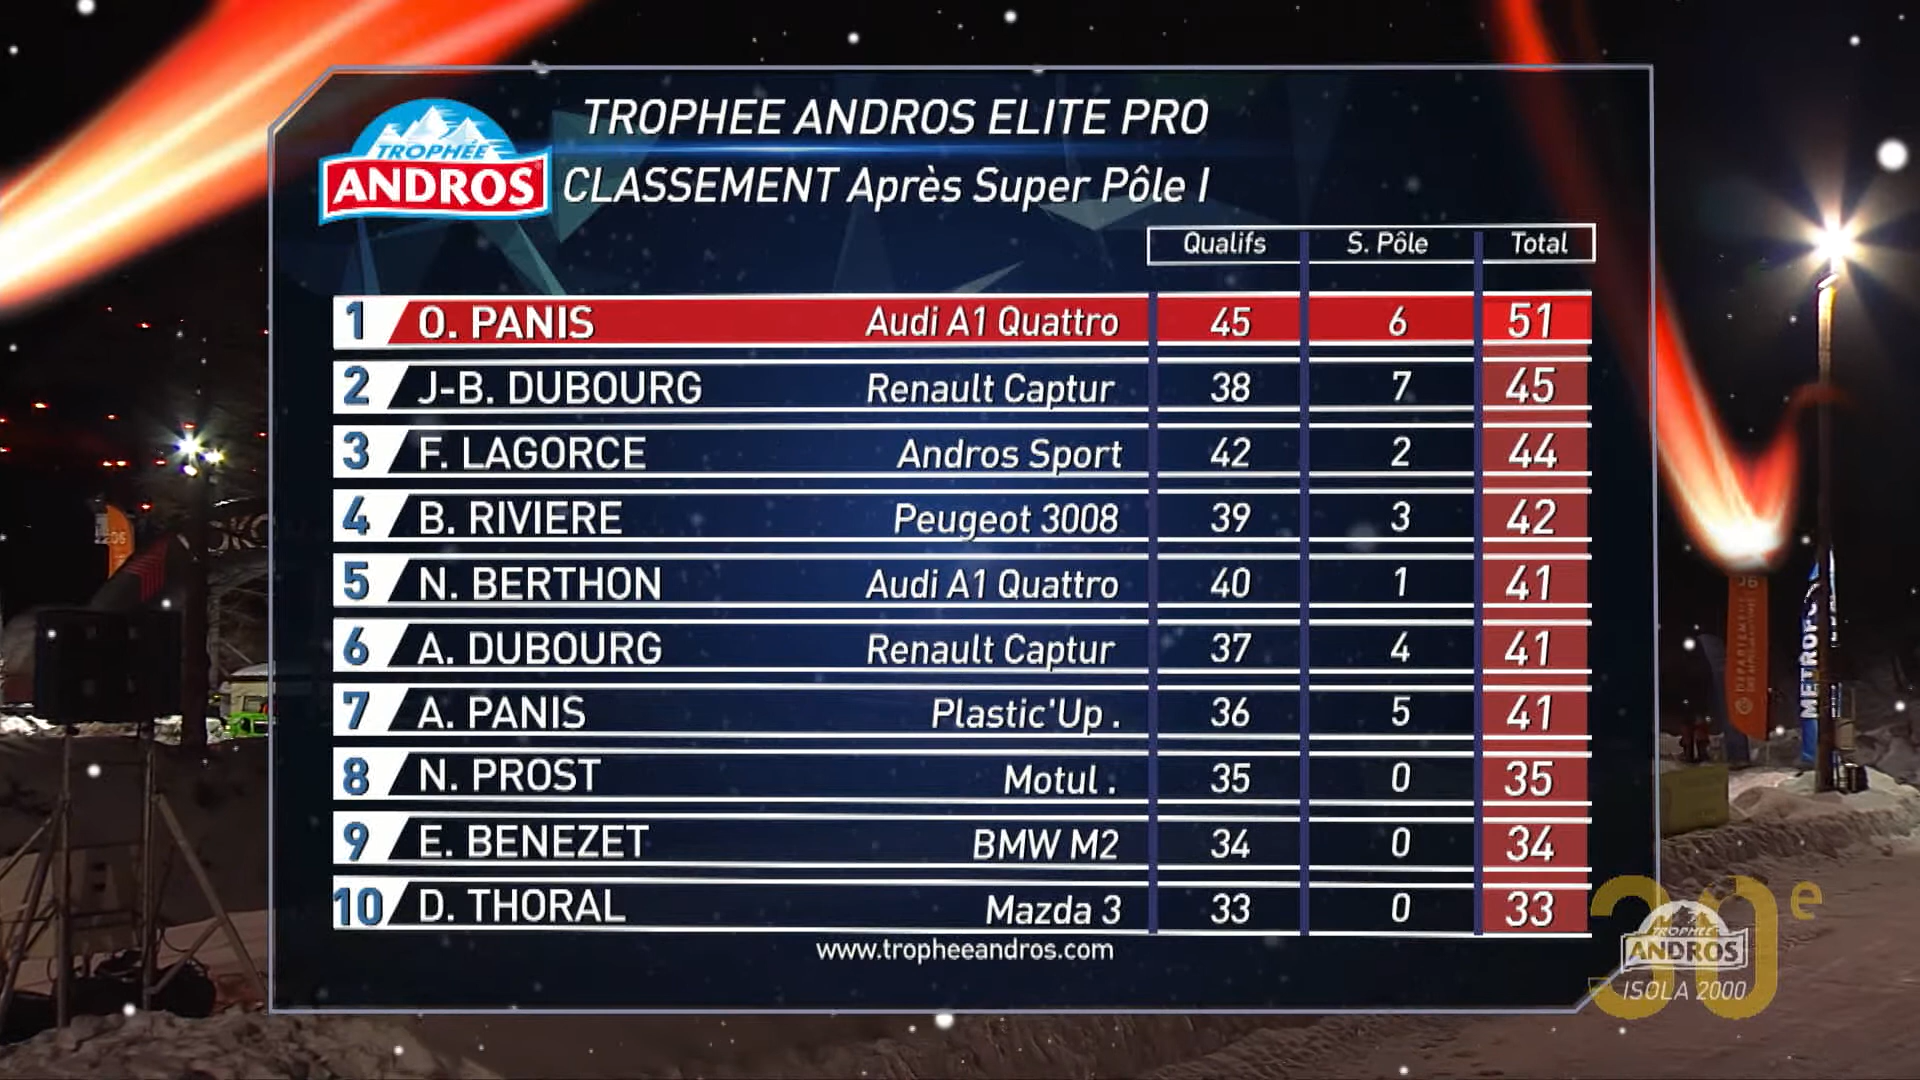 TROPHEE ANDROS ELITE PRO
TROPHÉE
ANDROS
CLASSEMENT Après Super Pôle I
Qualifs S. Pôle Total
1 O. PANIS Audi A1 Quattro 45 6 51
2 J-B. DUBOURG Renault Captur 38 7 45
3 F. LAGORCE Andros Sport 42 2 44
4 B. RIVIERE Peugeot 3008 39 3 42
5 N. BERTHON Audi A1 Quattro 40 1 41
6 A. DUBOURG Renault Captur 37 4 41
7 A. PANIS Plastic'Up . 36 5 41
8 N. PROST Motul . 35 0 35
9 E. BENEZET BMW M2 34 0 34
10 D. THORAL Mazda 3 33 0 33
www.tropheeandros.com
30e
TROPHÉE
ANDROS
ISOLA 2000